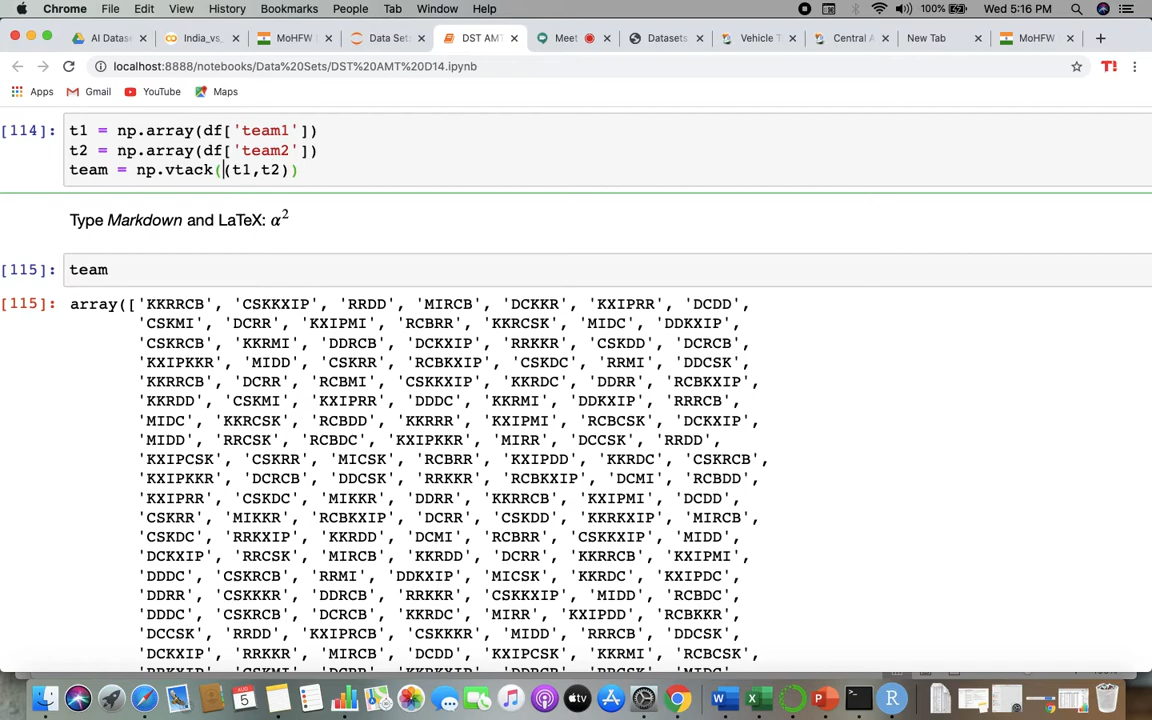 Chrome File Edit View History Bookmarks People Tab Window Help 100% Wed 5:16 PM
AI Datase India_vs_ MoHFW Data Set DST AMT Meet Datasets Vehicle T Central A New Tab MoHFW
localhost:8888/notebooks/Data%20Sets/DST%20AMT%20D14.ipynb
Apps Gmail YouTube Maps
[114]: t1 = np.array(df['team1'])
t2 = np.array(df['team2'])
team = np.vtack((t1,t2))
Type Markdown and LaTeX: α²
[115]: team
[115]: array(['KKRRCB', 'CSKKXIP', 'RRDD', 'MIRCB', 'DCKKR', 'KXIPRR', 'DCDD',
'CSKMI', 'DCRR', 'KXIPMI', 'RCBRR', 'KKRCSK', 'MIDC', 'DDKXIP',
'CSKRCB', 'KKRMI', 'DDRCB', 'DCKXIP', 'RRKKR', 'CSKDD', 'DCRCB',
'KXIPKKR', 'MIDD', 'CSKRR', 'RCBKXIP', 'CSKDC', 'RRMI', 'DDCSK',
'KKRRCB', 'DCRR', 'RCBMI', 'CSKKXIP', 'KKRDC', 'DDRR', 'RCBKXIP',
'KKRDD', 'CSKMI', 'KXIPRR', 'DDDC', 'KKRMI', 'DDKXIP', 'RRRCB',
'MIDC', 'KKRCSK', 'RCBDD', 'KKRRR', 'KXIPMI', 'RCBCSK', 'DCKXIP',
'MIDD', 'RRCSK', 'RCBDC', 'KXIPKKR', 'MIRR', 'DCCSK', 'RRDD',
'KXIPCSK', 'CSKRR', 'MICSK', 'RCBRR', 'KXIPDD', 'KKRDC', 'CSKRCB',
'KXIPKKR', 'DCRCB', 'DDCSK', 'RRKKR', 'RCBKXIP', 'DCMI', 'RCBDD',
'KXIPRR', 'CSKDC', 'MIKKR', 'DDRR', 'KKRRCB', 'KXIPMI', 'DCDD',
'CSKRR', 'MIKKR', 'RCBKXIP', 'DCRR', 'CSKDD', 'KKRKXIP', 'MIRCB',
'CSKDC', 'RRKXIP', 'KKRDD', 'DCMI', 'RCBRR', 'CSKKXIP', 'MIDD',
'DCKXIP', 'RRCSK', 'MIRCB', 'KKRDD', 'DCRR', 'KKRRCB', 'KXIPMI',
'DDDC', 'CSKRCB', 'RRMI', 'DDKXIP', 'MICSK', 'KKRDC', 'KXIPDC',
'DDRR', 'CSKKKR', 'DDRCB', 'RRKKR', 'CSKKXIP', 'MIDD', 'RCBDC',
'DDDC', 'CSKRCB', 'DCRCB', 'KKRDC', 'MIRR', 'KXIPDD', 'RCBKKR',
'DCCSK', 'RRDD', 'KXIPRCB', 'CSKKKR', 'MIDD', 'RRRCB', 'DDCSK',
'DCKXIP', 'RRKKR', 'MIRCB', 'DCDD', 'KXIPCSK', 'KKRMI', 'RCBCSK',